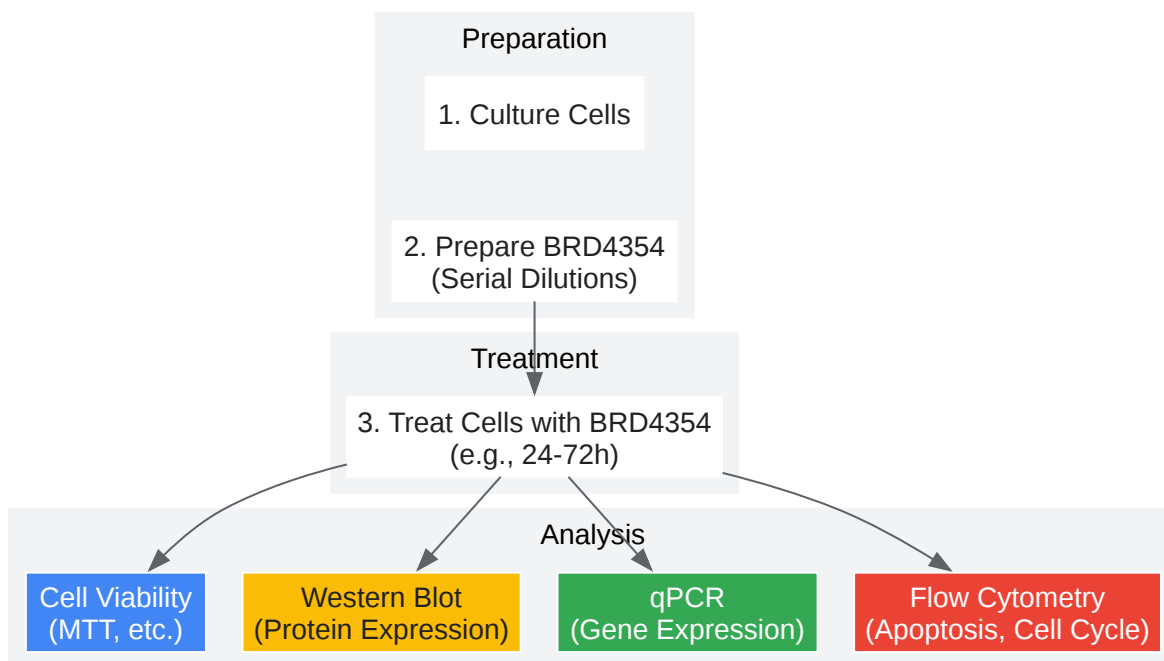 Preparation
1. Culture Cells
2. Prepare BRD4354
(Serial Dilutions)
Treatment
3. Treat Cells with BRD4354
(e.g., 24-72h)
Analysis
Cell Viability
(MTT, etc.)
Western Blot
(Protein Expression)
qPCR
(Gene Expression)
Flow Cytometry
(Apoptosis, Cell Cycle)